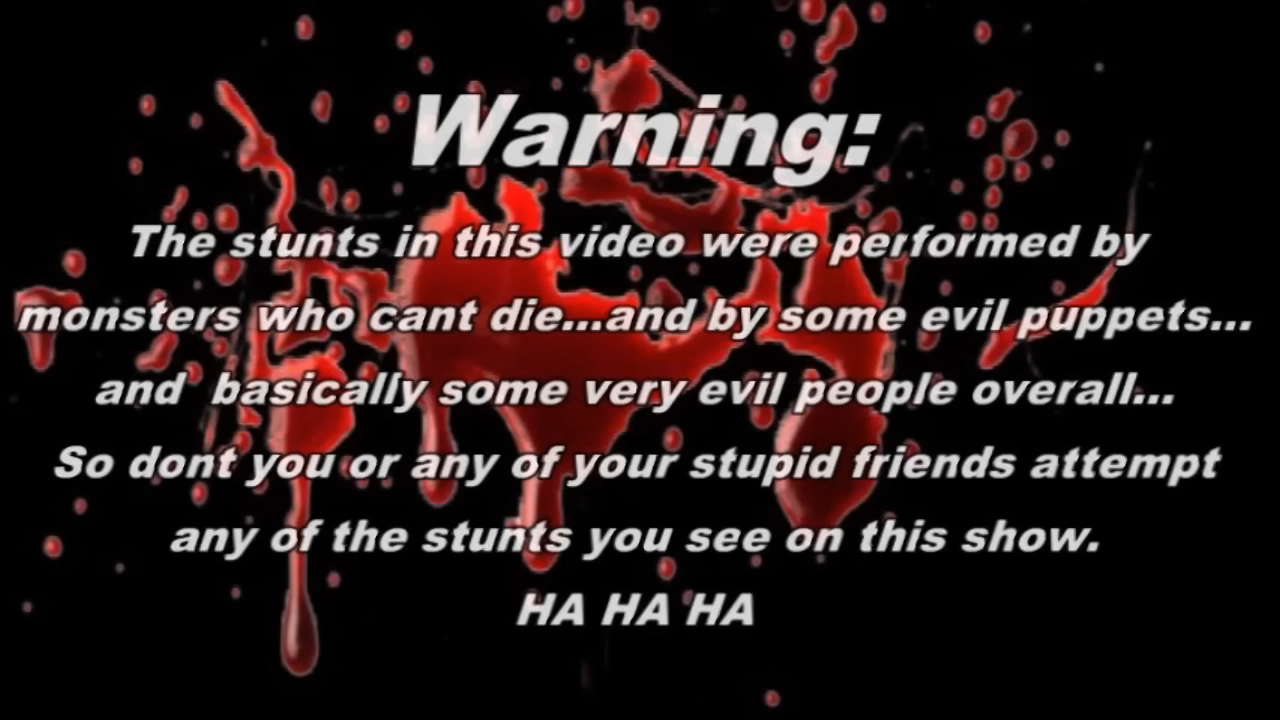 Warning:
The stunts in this video were performed by
monsters who cant die...and by some evil puppets...
and  basically some very evil people overall...
So dont you or any of your stupid friends attempt
any of the stunts you see on this show.
HA HA HA